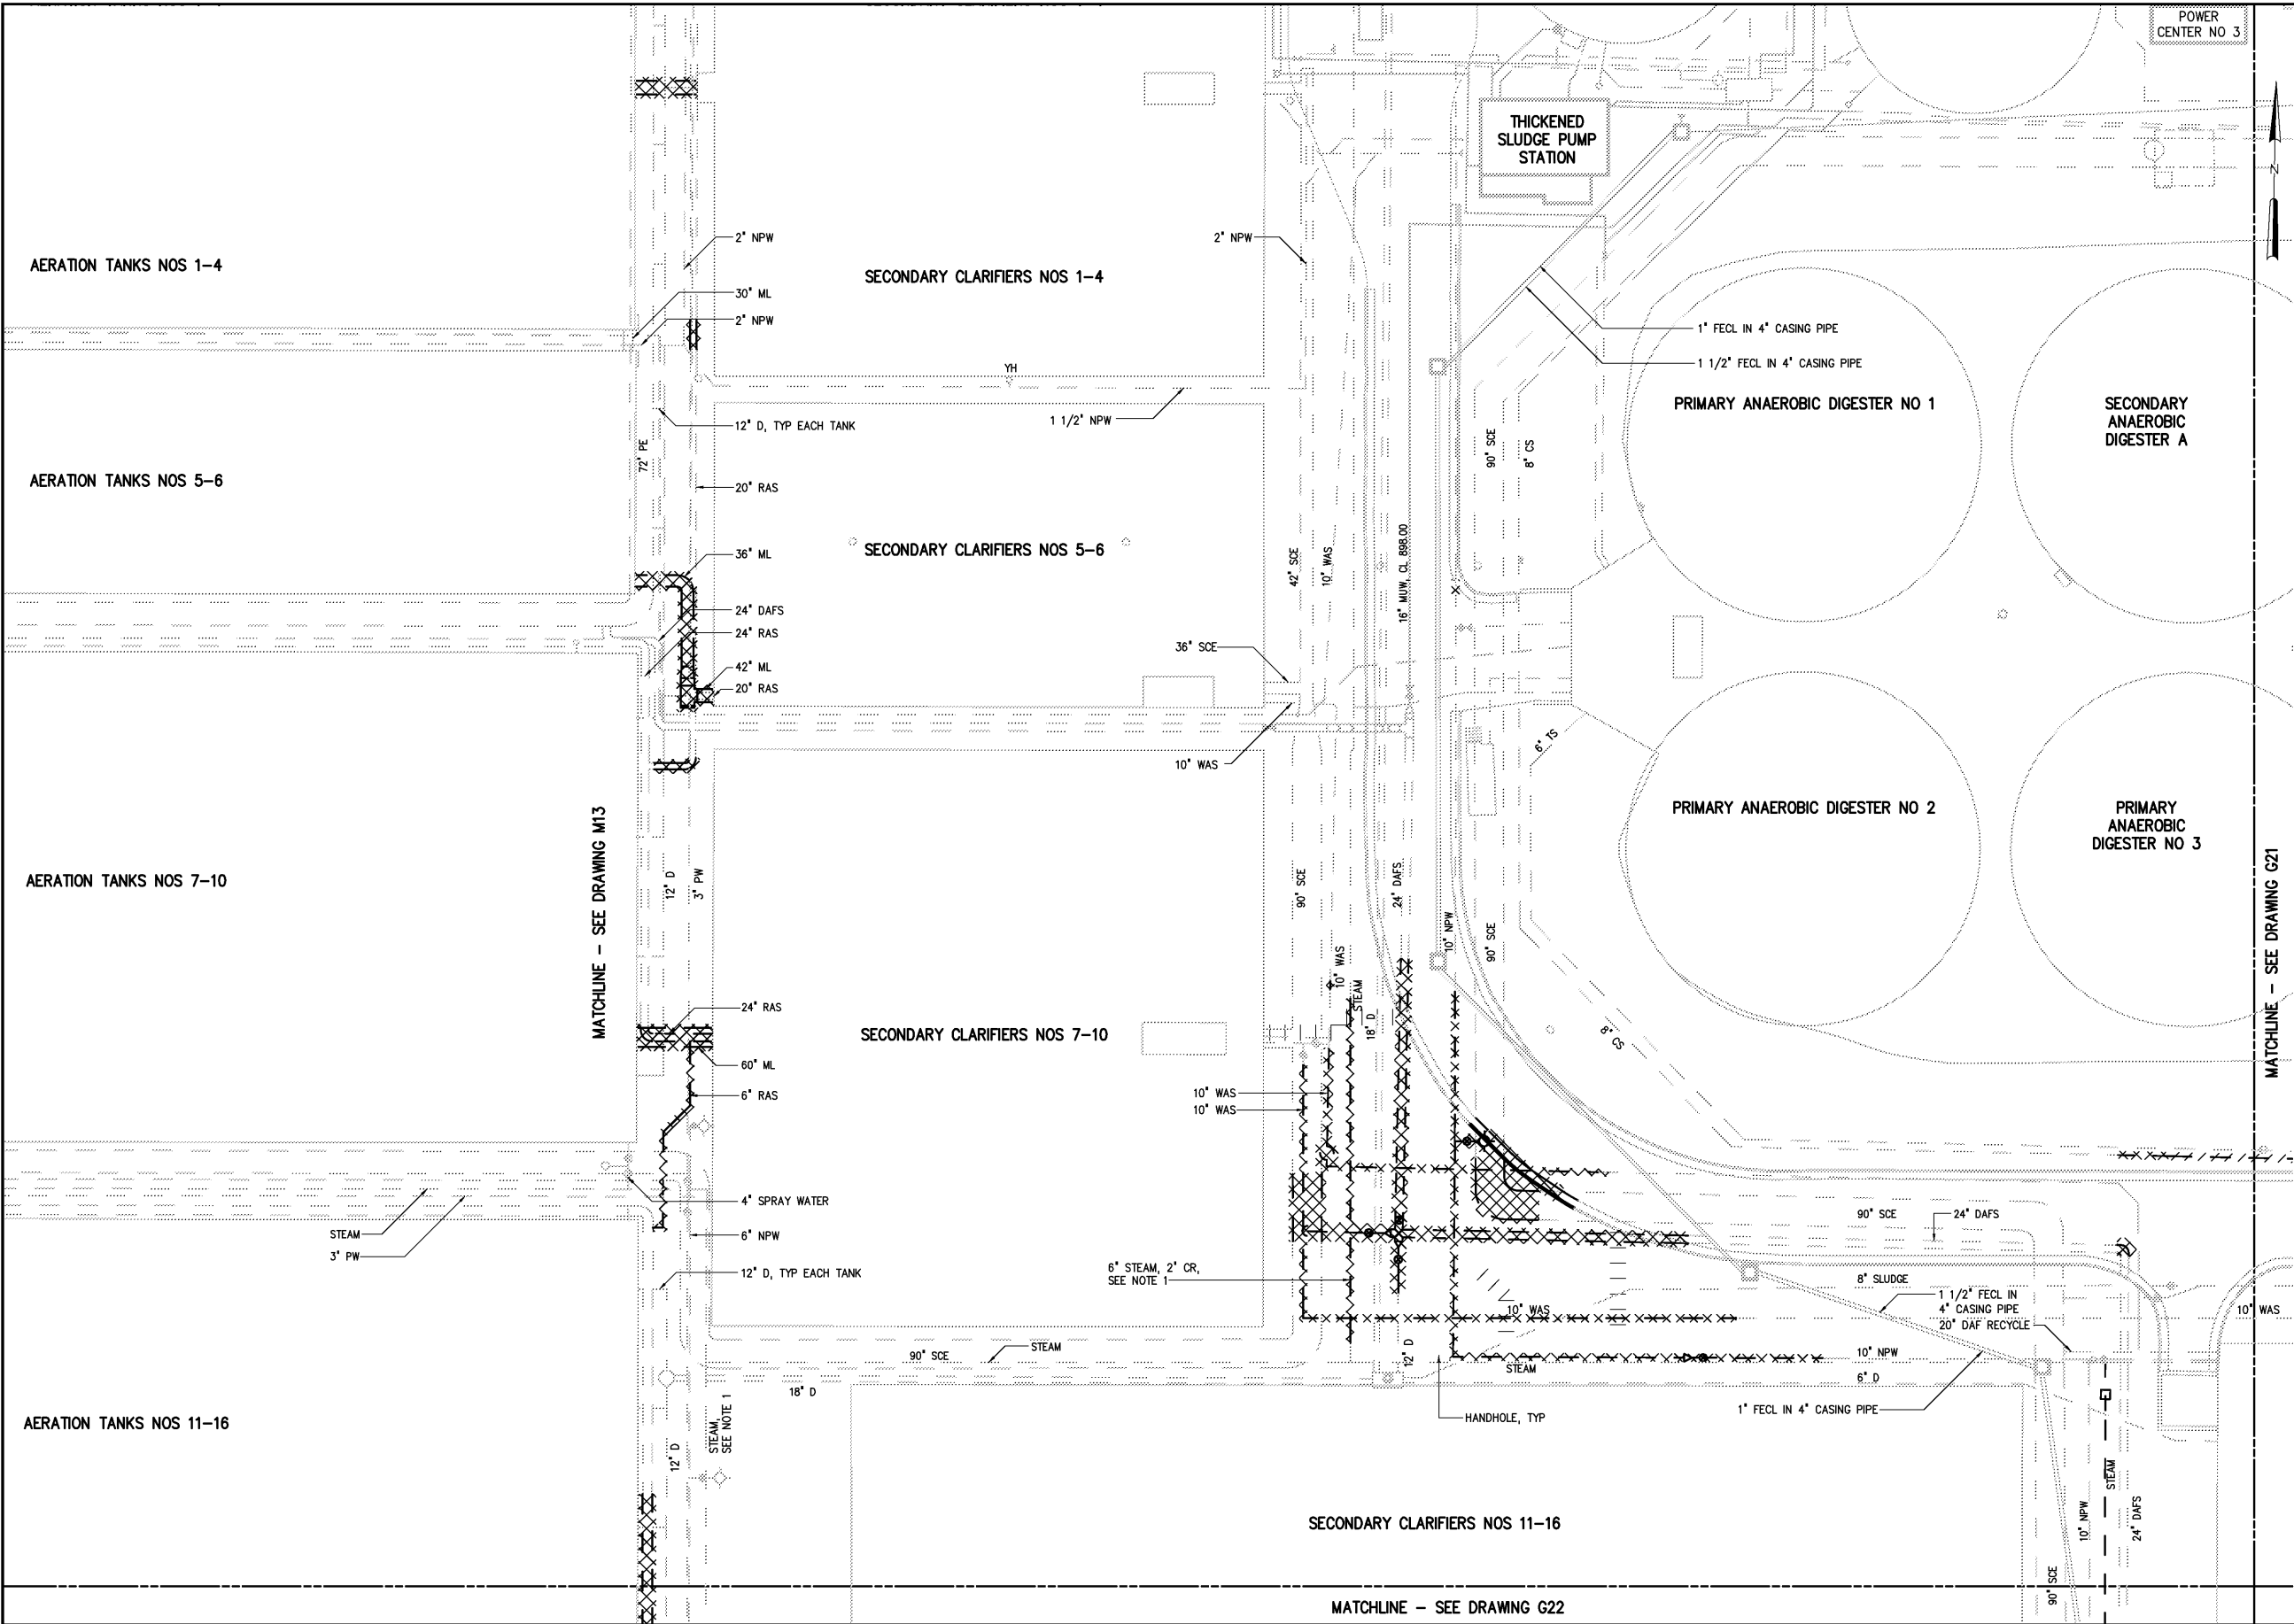 POWER
CENTER NO 3
THICKENED
SLUDGE PUMP
STATION
N
AERATION TANKS NOS 1-4
2" NPW
30" ML
2" NPW
SECONDARY CLARIFIERS NOS 1-4
2" NPW
1" FECL IN 4" CASING PIPE
1 1/2" FECL IN 4" CASING PIPE
YH
1 1/2" NPW
12" D, TYP EACH TANK
72" PE
20" RAS
AERATION TANKS NOS 5-6
PRIMARY ANAEROBIC DIGESTER NO 1
SECONDARY
ANAEROBIC
DIGESTER A
90" SCE
8" CS
36" ML
SECONDARY CLARIFIERS NOS 5-6
42" SCE
10" WAS
16" MUW, CL 898.00
24" DAFS
24" RAS
42" ML
20" RAS
36" SCE
10" WAS
6" TS
AERATION TANKS NOS 7-10
MATCHLINE - SEE DRAWING M13
12" D
3" PW
PRIMARY ANAEROBIC DIGESTER NO 2
PRIMARY
ANAEROBIC
DIGESTER NO 3
MATCHLINE - SEE DRAWING G21
90" SCE
24" DAFS
10" NPW
90" SCE
10" WAS
STEAM
18" D
24" RAS
60" ML
6" RAS
SECONDARY CLARIFIERS NOS 7-10
10" WAS
10" WAS
8" CS
4" SPRAY WATER
6" NPW
STEAM
3" PW
12" D, TYP EACH TANK
6" STEAM, 2" CR,
SEE NOTE 1
90" SCE
24" DAFS
8" SLUDGE
1 1/2" FECL IN
4" CASING PIPE
20" DAF RECYCLE
10" WAS
10" WAS
90" SCE
STEAM
18" D
12" D
STEAM
10" NPW
6" D
HANDHOLE, TYP
1" FECL IN 4" CASING PIPE
AERATION TANKS NOS 11-16
12" D
STEAM,
SEE NOTE 1
SECONDARY CLARIFIERS NOS 11-16
90" SCE
10" NPW
STEAM
24" DAFS
MATCHLINE - SEE DRAWING G22